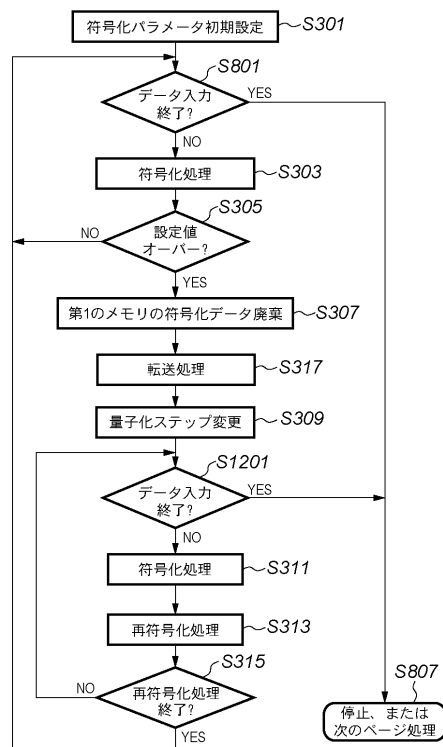 符号化パラメータ初期設定
S301
S801
データ入力
終了?
YES
NO
符号化処理
S303
S305
設定値
オーバー?
NO
YES
第1のメモリの符号化データ廃棄
S307
転送処理
S317
量子化ステップ変更
S309
S1201
データ入力
終了?
YES
NO
符号化処理
S311
再符号化処理
S313
S315
再符号化処理
終了?
NO
YES
S807
停止、または
次のページ処理